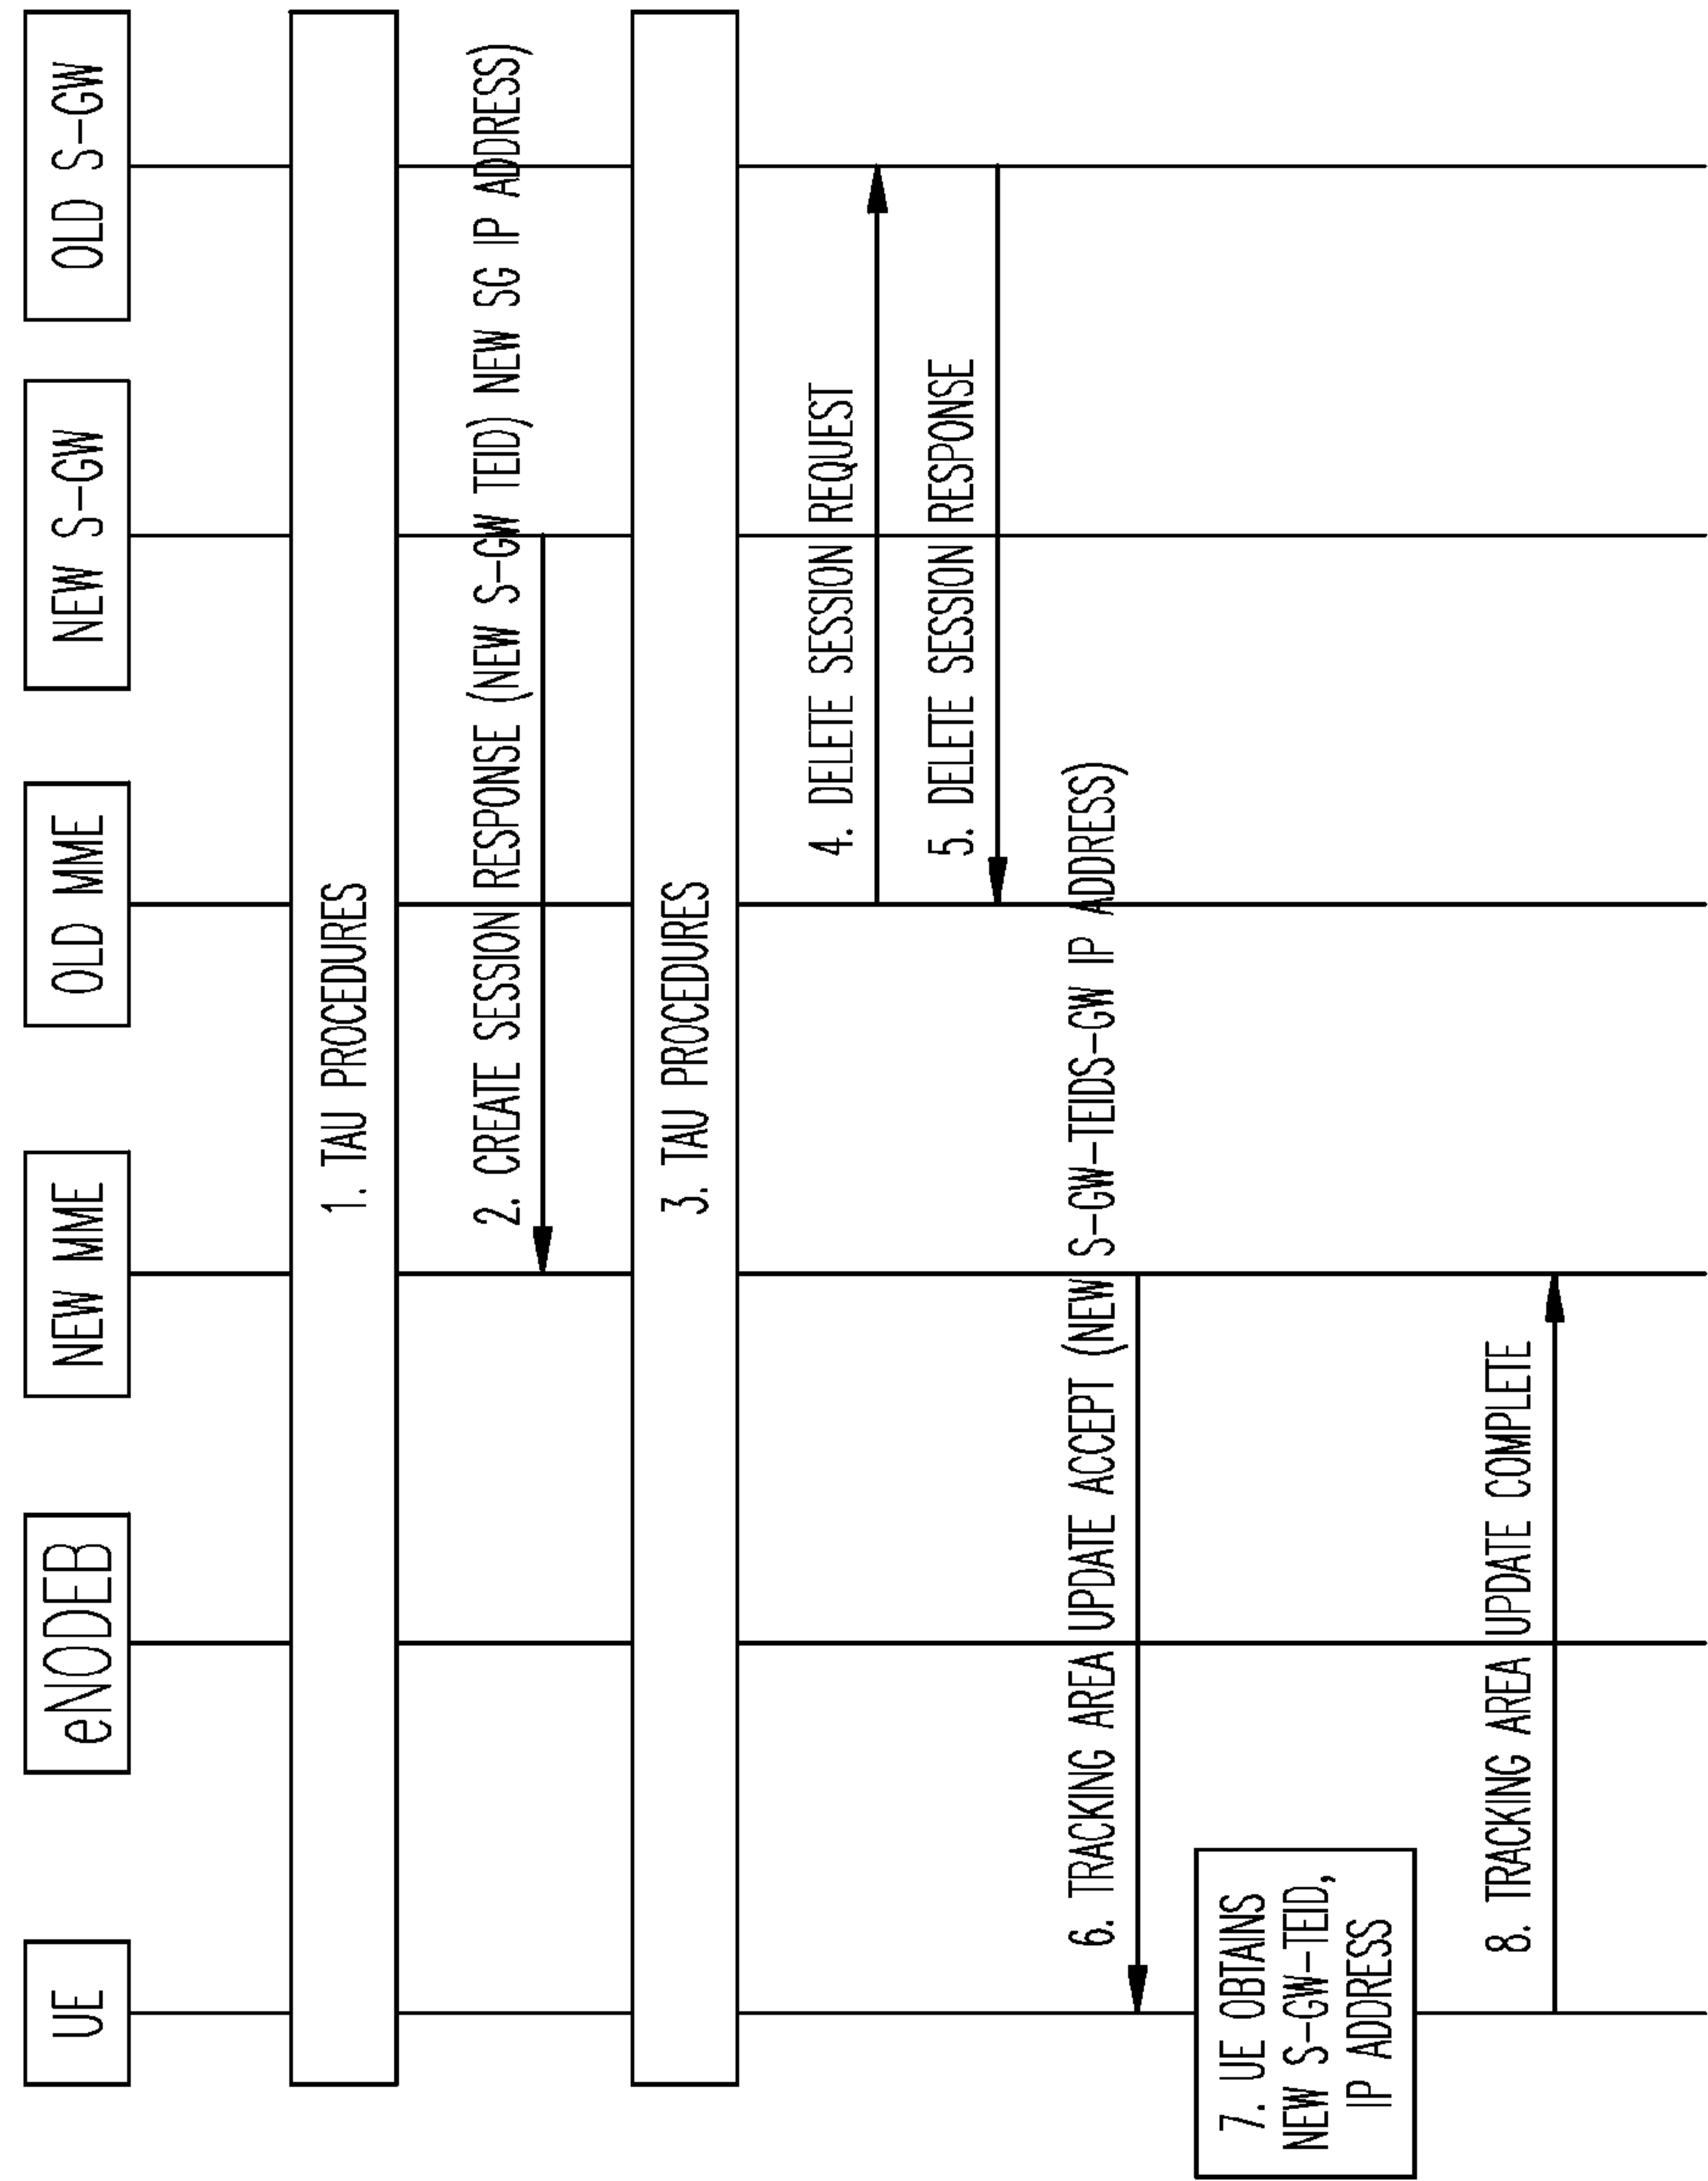 UE
eNODEB
NEW MME
OLD MME
NEW S-GW
OLD S-GW
1. TAU PROCEDURES
2. CREATE SESSION RESPONSE (NEW S-GW TEID) NEW SG IP ADDRESS)
3. TAU PROCEDURES
4. DELETE SESSION REQUEST
5. DELETE SESSION RESPONSE
6. TRACKING AREA UPDATE ACCEPT (NEW S-GW-TEIDS-GW IP ADDRESS)
7. UE OBTAINS
NEW S-GW-TEID,
IP ADDRESS
8. TRACKING AREA UPDATE COMPLETE